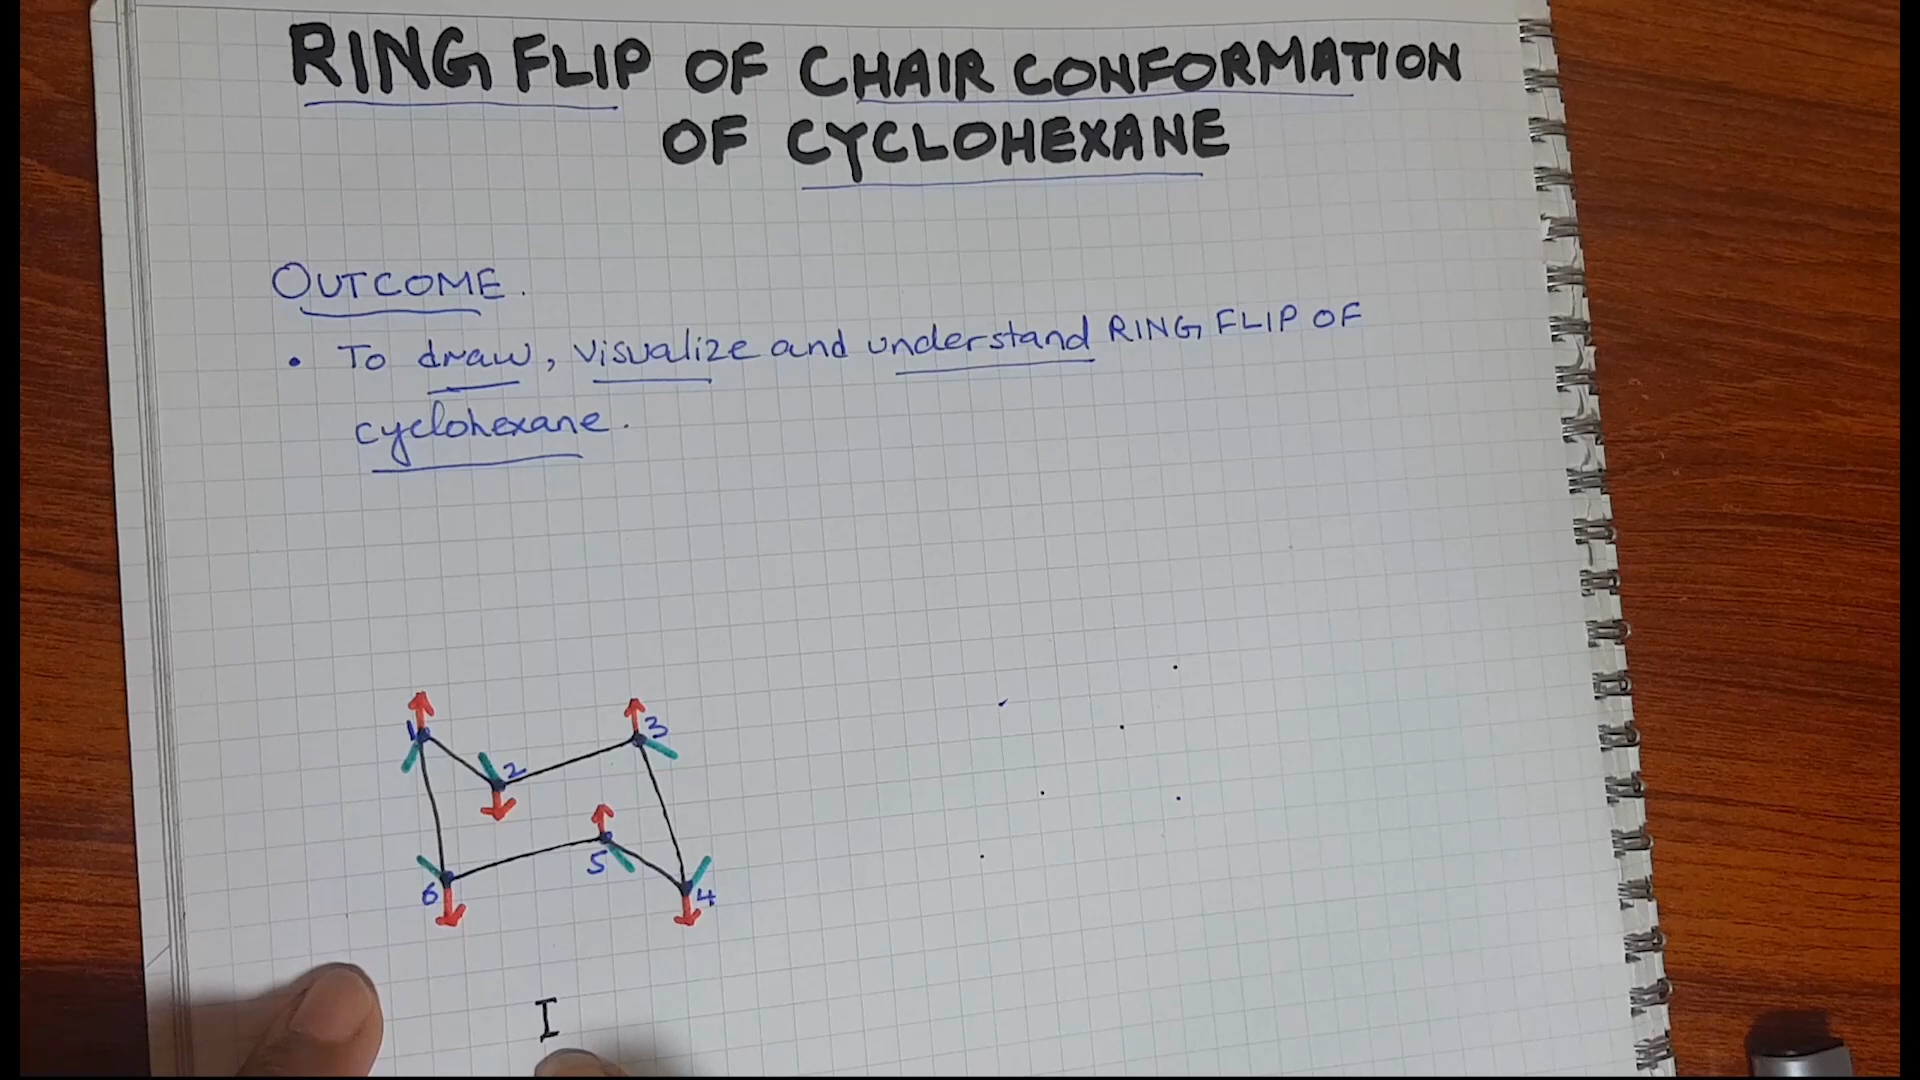 RING FLIP OF CHAIR CONFORMATION
OF CYCLOHEXANE
OUTCOME.
• To draw, visualize and understand RING FLIP OF
cyclohexane.
1
3
2
5
6
4
I